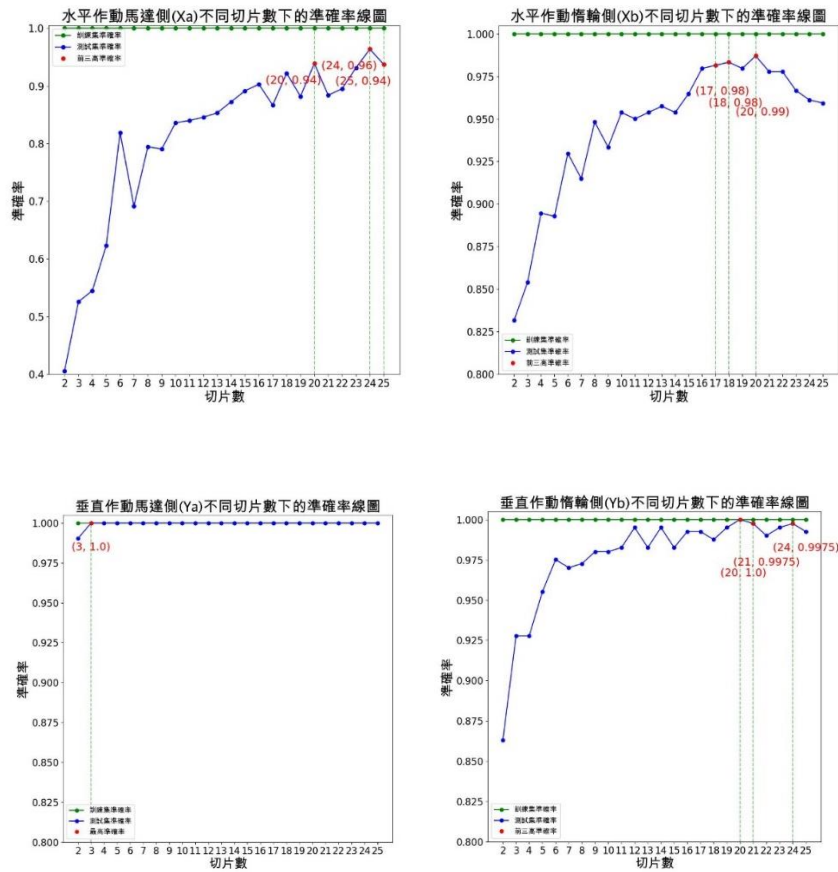 水平作動馬達側(Xa)不同切片數下的準確率線圖
1.0
0.9
0.8
0.7
0.6
0.5
0.4
準確率
訓練集準確率
測試集準確率
前三高準確率
(24, 0.96)
(20, 0.94)
(25, 0.94)
2 3 4 5 6 7 8 9 10 11 12 13 14 15 16 17 18 19 20 21 22 23 24 25
切片數
水平作動惰輪側(Xb)不同切片數下的準確率線圖
1.000
0.975
0.950
0.925
0.900
0.875
0.850
0.825
0.800
準確率
(17, 0.98)
(18, 0.98)
(20, 0.99)
訓練集準確率
測試集準確率
前三高準確率
2 3 4 5 6 7 8 9 10 11 12 13 14 15 16 17 18 19 20 21 22 23 24 25
切片數
垂直作動馬達側(Ya)不同切片數下的準確率線圖
1.000
0.975
0.950
0.925
0.900
0.875
0.850
0.825
0.800
準確率
(3, 1.0)
訓練集準確率
測試集準確率
最高準確率
2 3 4 5 6 7 8 9 10 11 12 13 14 15 16 17 18 19 20 21 22 23 24 25
切片數
垂直作動惰輪側(Yb)不同切片數下的準確率線圖
1.000
0.975
0.950
0.925
0.900
0.875
0.850
0.825
0.800
準確率
(24, 0.9975)
(21, 0.9975)
(20, 1.0)
訓練集準確率
測試集準確率
前三高準確率
2 3 4 5 6 7 8 9 10 11 12 13 14 15 16 17 18 19 20 21 22 23 24 25
切片數